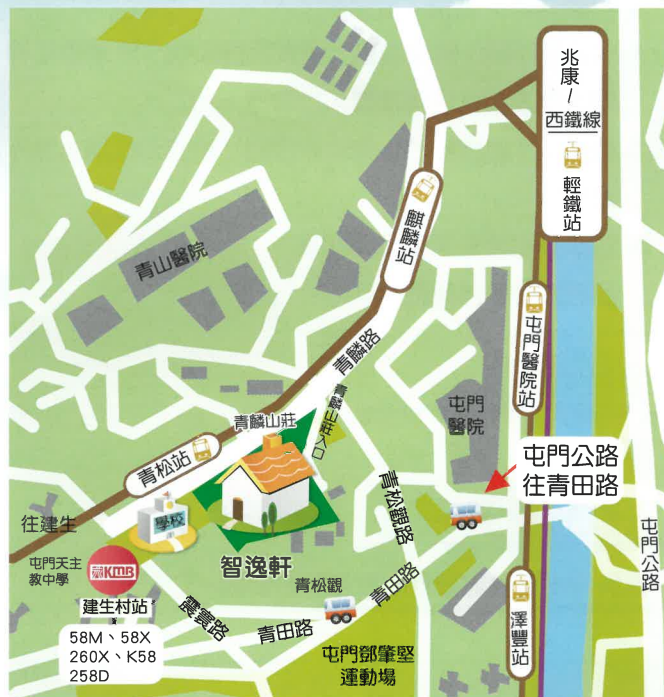 兆康
/
西鐵線
輕鐵站
麒麟站
青山醫院
屯門醫院站
青麟路
青麟山莊入口
青麟山莊
屯門
醫院
青松站
屯門公路
往青田路
青松觀路
往建生
學校
屯門公路
屯門天主
教中學
KMB
智逸軒
建生村站
青松觀
青田路
震寰路
青田路
澤豐站
58M、58X
260X、K58
258D
屯門鄧肇堅
運動場